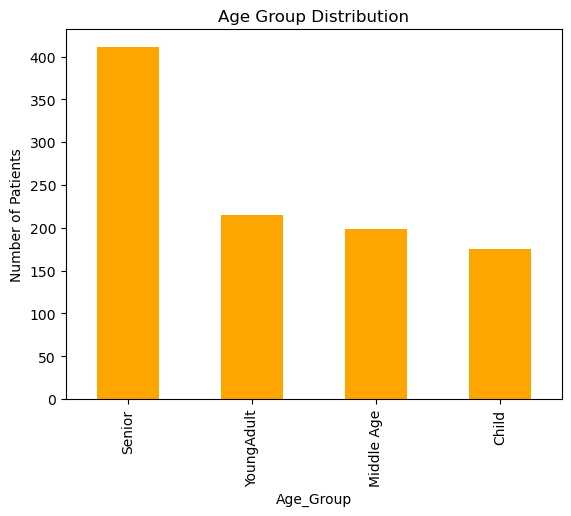 Age Group Distribution
Number of Patients
400
350
300
250
200
150
100
50
0
Senior
YoungAdult
Middle Age
Child
Age_Group